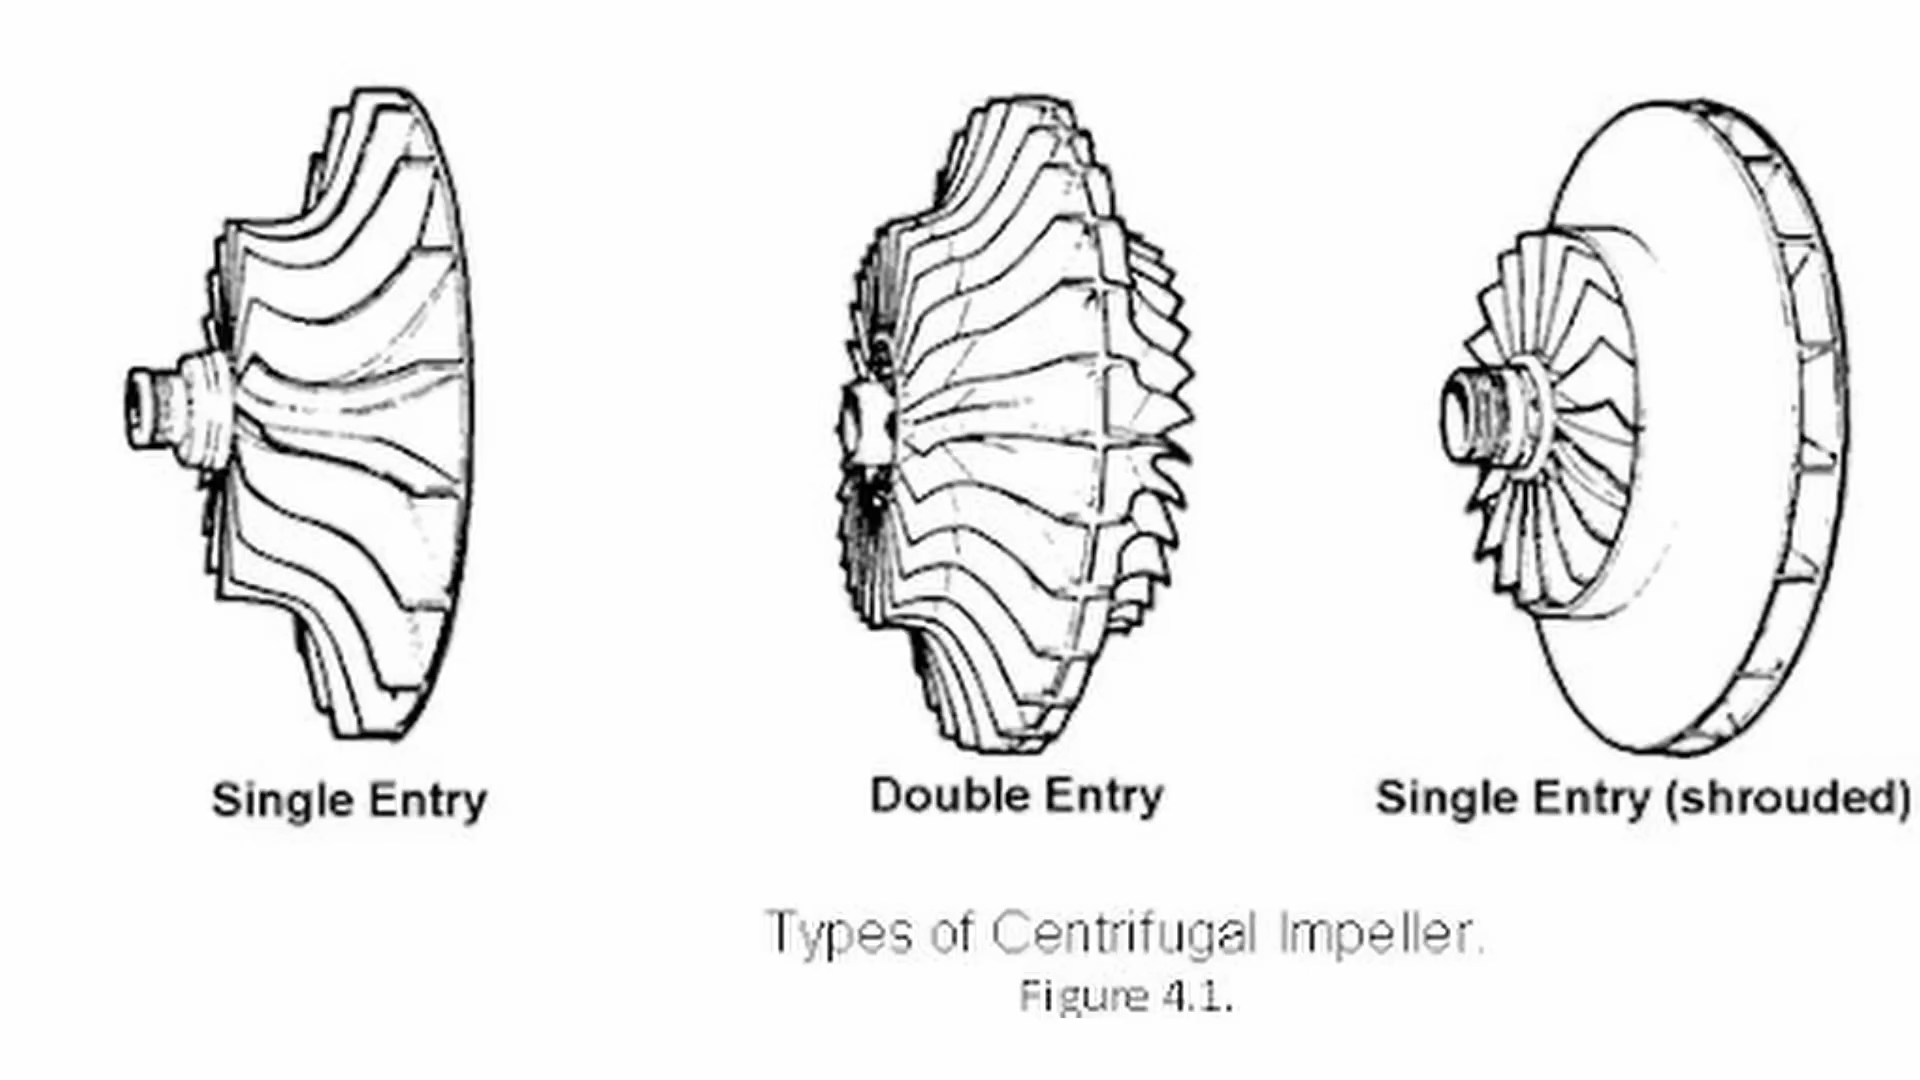 Single Entry
Double Entry
Single Entry (shrouded)
Types of Centrifugal Impeller.
Figure 4.1.